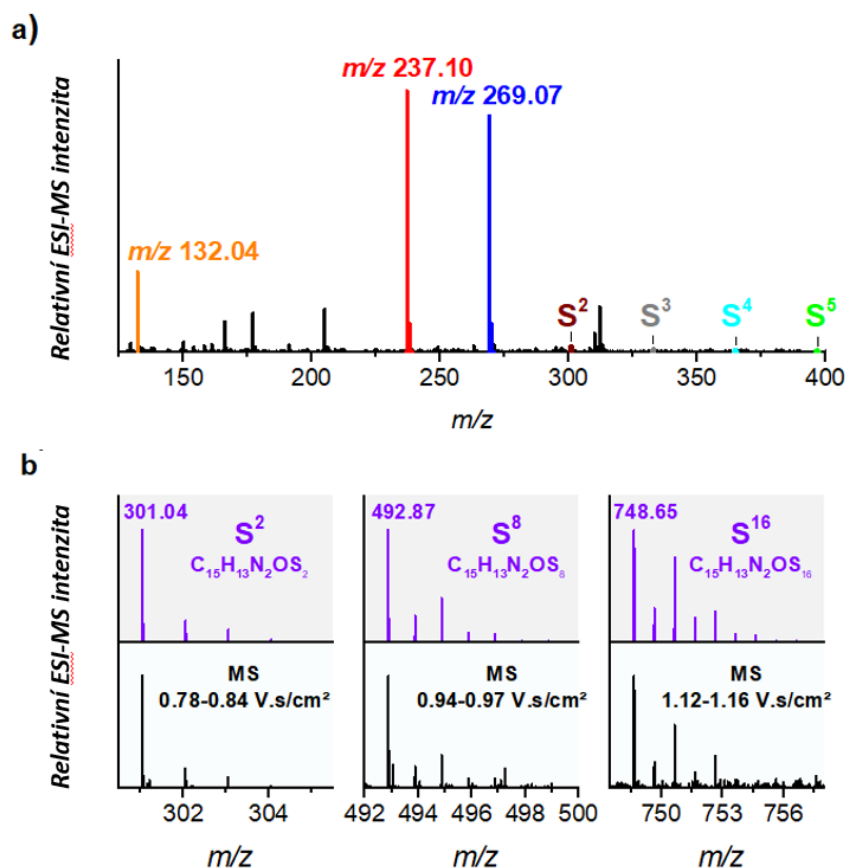 a)
Relativní ESI-MS intenzita
m/z 237.10
m/z 269.07
m/z 132.04
S² S³ S⁴ S⁵
150 200 250 300 350 400
m/z
b
Relativní ESI-MS intenzita
301.04 492.87 748.65
S² S⁸ S¹⁶
C₁₅H₁₃N₂OS₂ C₁₅H₁₃N₂OS₈ C₁₅H₁₃N₂OS₁₆
MS MS MS
0.78-0.84 V.s/cm² 0.94-0.97 V.s/cm² 1.12-1.16 V.s/cm²
302 304 492 494 496 498 500 750 753 756
m/z m/z m/z